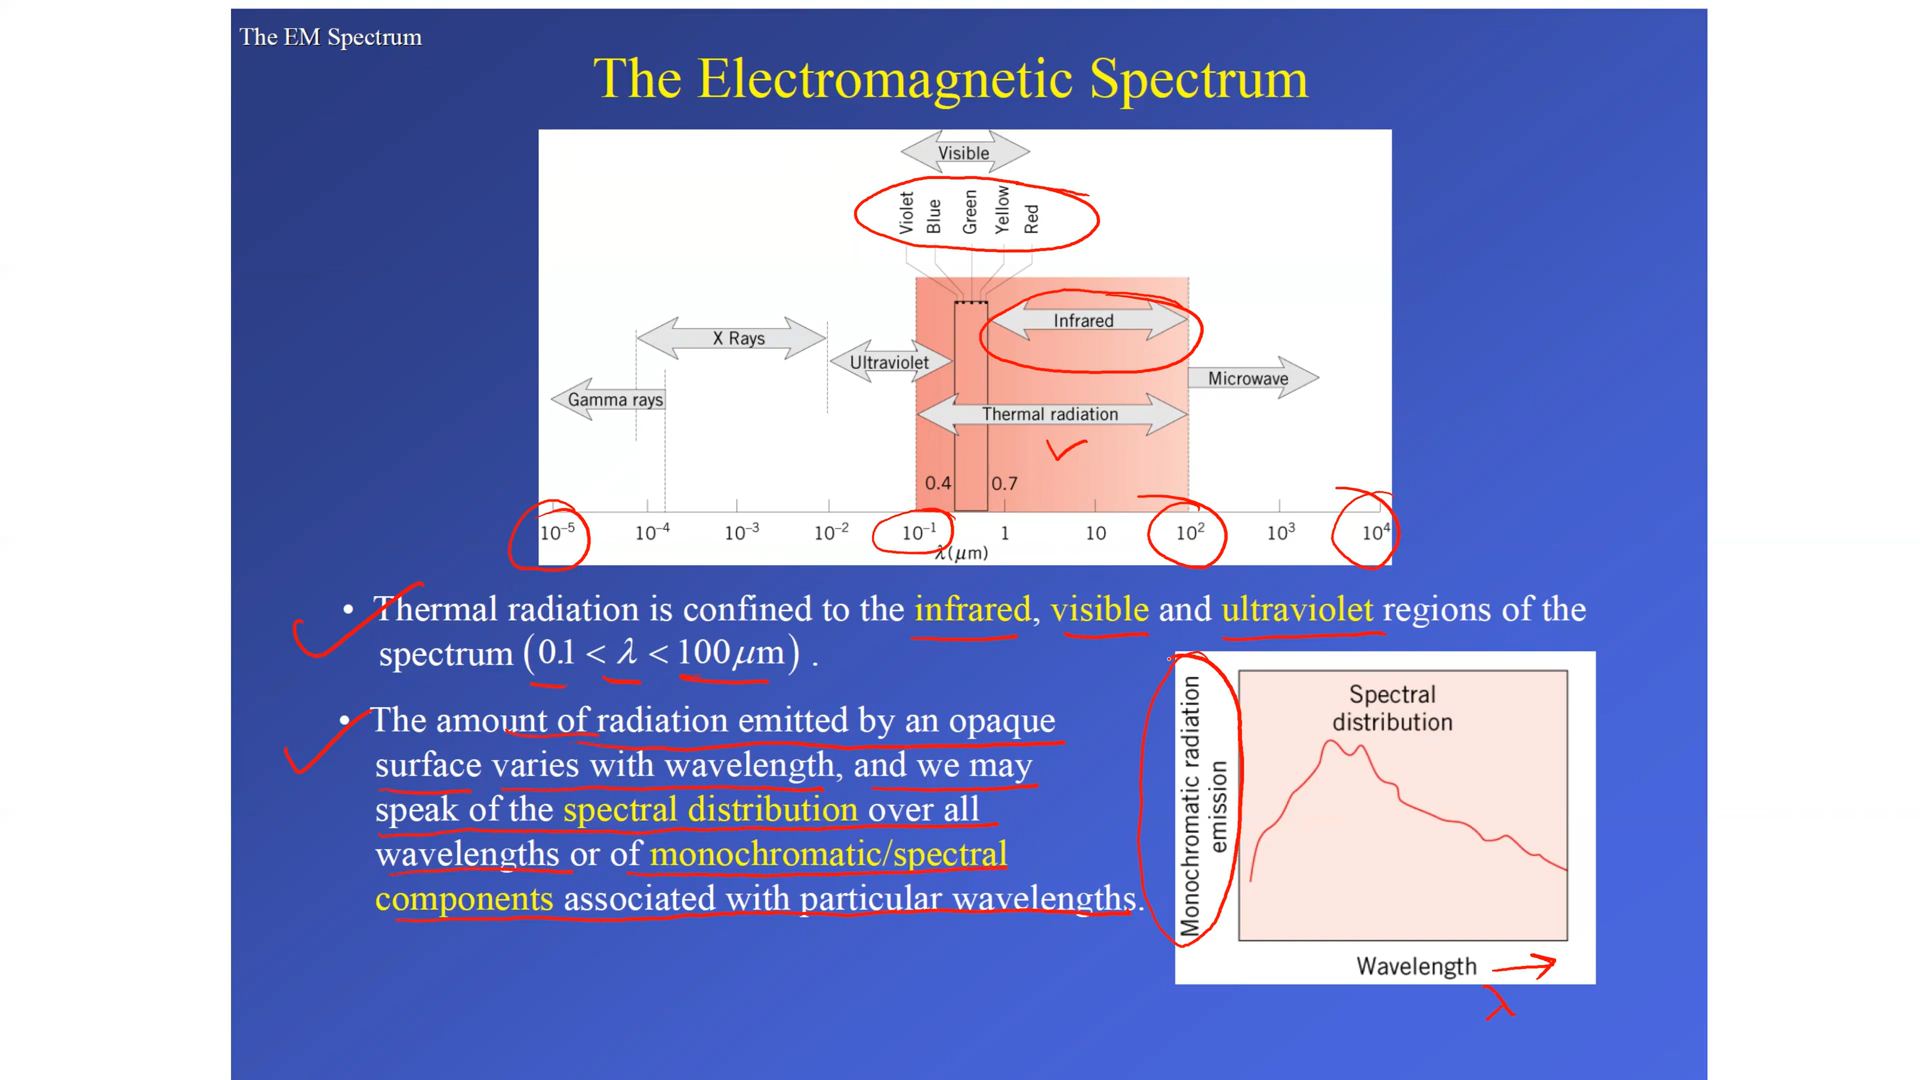 The EM Spectrum
The Electromagnetic Spectrum
Visible
Violet
Blue
Green
Yellow
Red
Infrared
X Rays
Ultraviolet
Microwave
Gamma rays
Thermal radiation
0.4
0.7
10⁻⁵ 10⁻⁴ 10⁻³ 10⁻² 10⁻¹ 1 10 10² 10³ 10⁴
λ(μm)
• Thermal radiation is confined to the infrared, visible and ultraviolet regions of the
spectrum (0.1 < λ < 100μm) .
• The amount of radiation emitted by an opaque
surface varies with wavelength, and we may
speak of the spectral distribution over all
wavelengths or of monochromatic/spectral
components associated with particular wavelengths.
Monochromatic radiation
emission
Spectral
distribution
Wavelength
λ